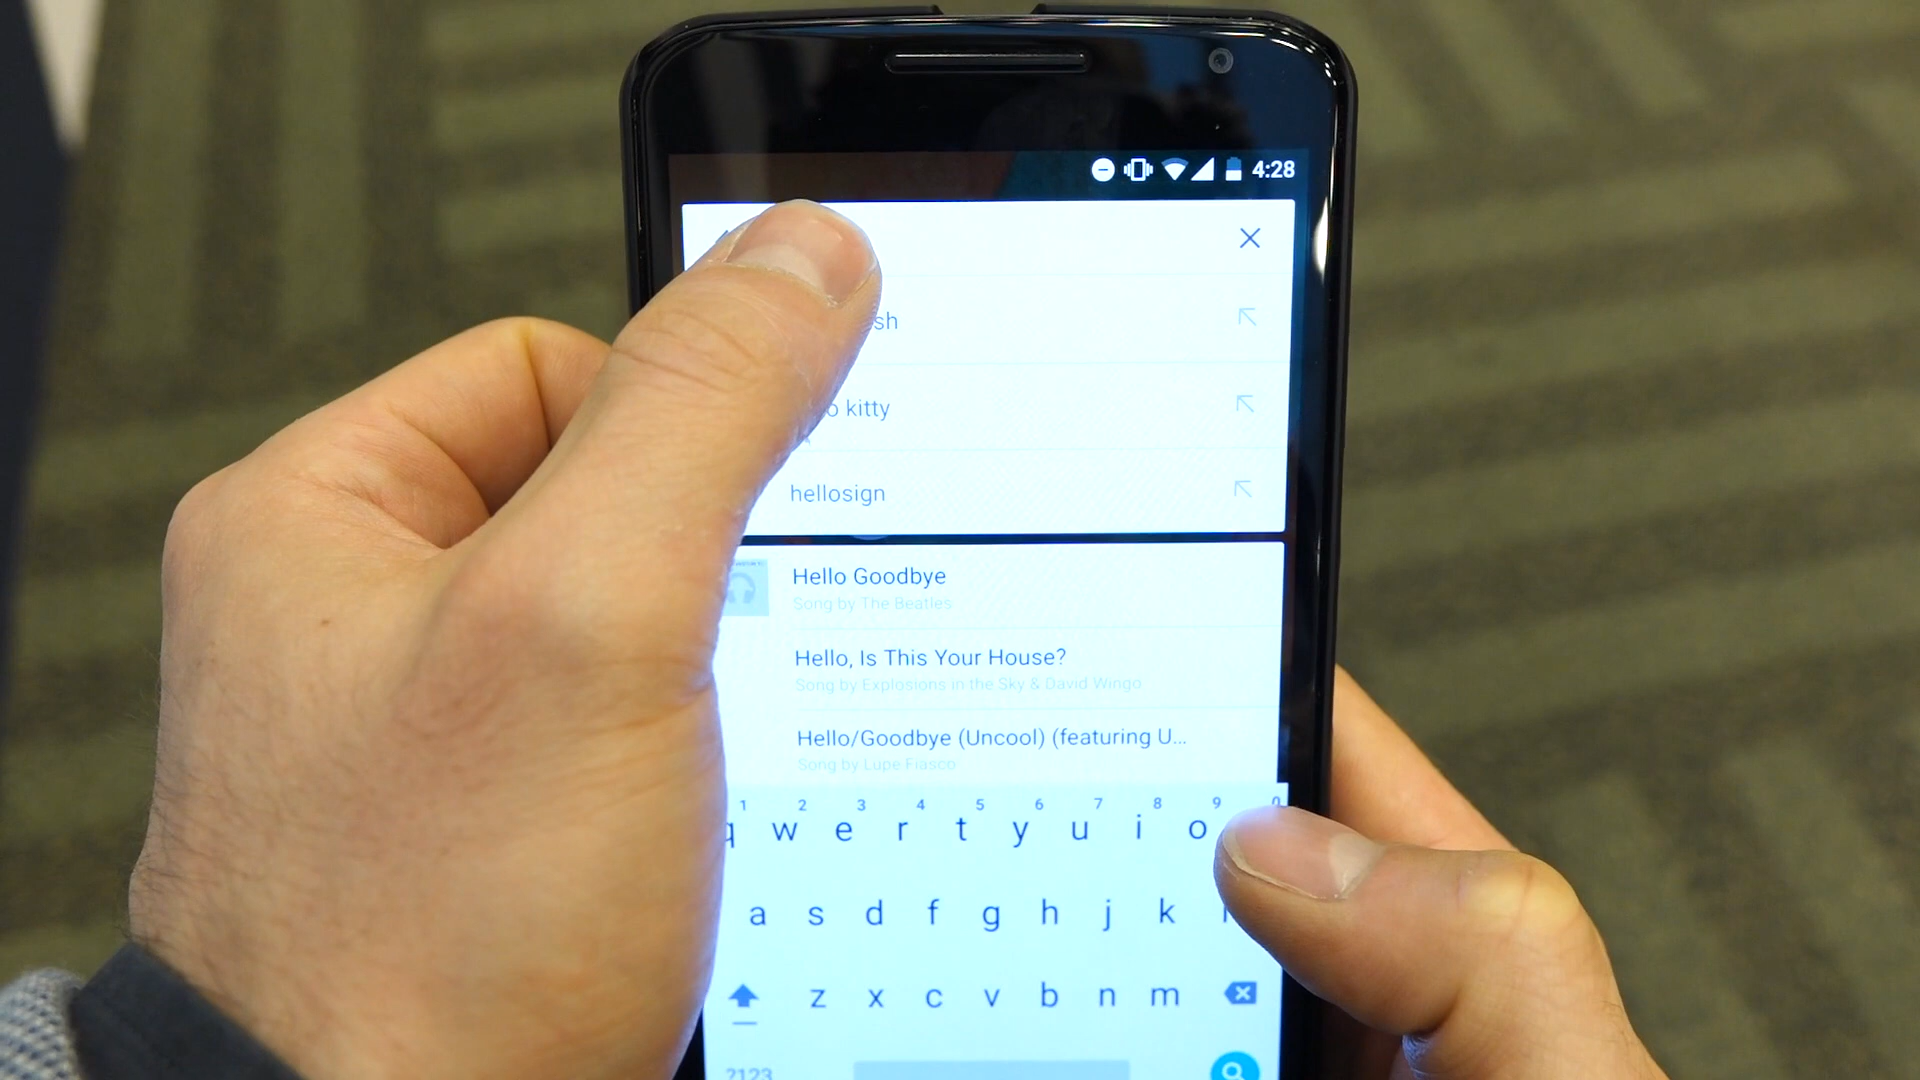 4:28
sh
o kitty
hellosign
Hello Goodbye
Song by The Beatles
Hello, Is This Your House?
Song by Explosions in the Sky & David Wingo
Hello/Goodbye (Uncool) (featuring U...
Song by Lupe Fiasco
1 2 3 4 5 6 7 8 9 0
q w e r t y u i o
a s d f g h j k l
z x c v b n m
?123